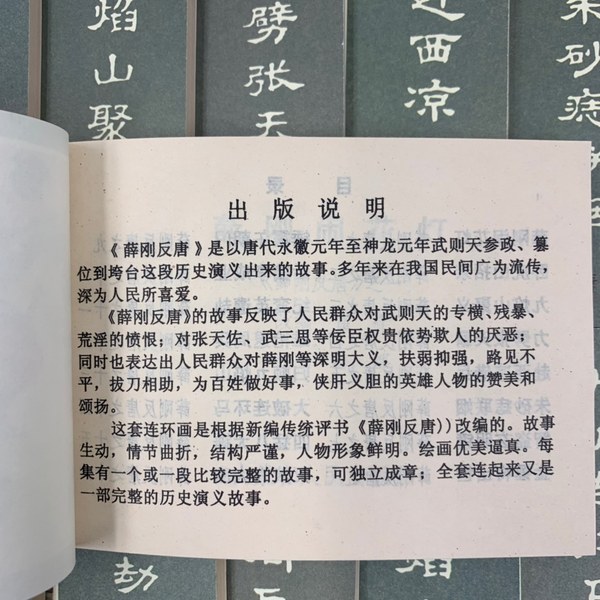 焰山聚
劈张天
西凉
砂痣
出版说明
《薛刚反唐》是以唐代永徽元年至神龙元年武则天参政、篡
位到垮台这段历史演义出来的故事。多年来在我国民间广为流传，
深为人民所喜爱。
《薛刚反唐》的故事反映了人民群众对武则天的专横、残暴、
荒淫的愤恨；对张天佐、武三思等佞臣权贵依势欺人的厌恶；
同时也表达出人民群众对薛刚等深明大义、扶弱抑强，路见不
平，拔刀相助，为百姓做好事，侠肝义胆的英雄人物的赞美和
颂扬。
这套连环画是根据新编传统评书《薛刚反唐》)改编的。故事
生动，情节曲折，结构严谨，人物形象鲜明。绘画优美逼真。每
集有一个或一段比较完整的故事，可独立成章；全套连起来又是
一部完整的历史演义故事。
劫